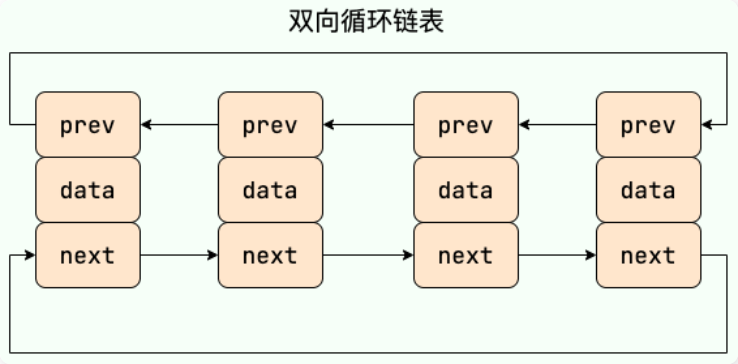 双向循环链表
prev prev prev prev
data data data data
next next next next